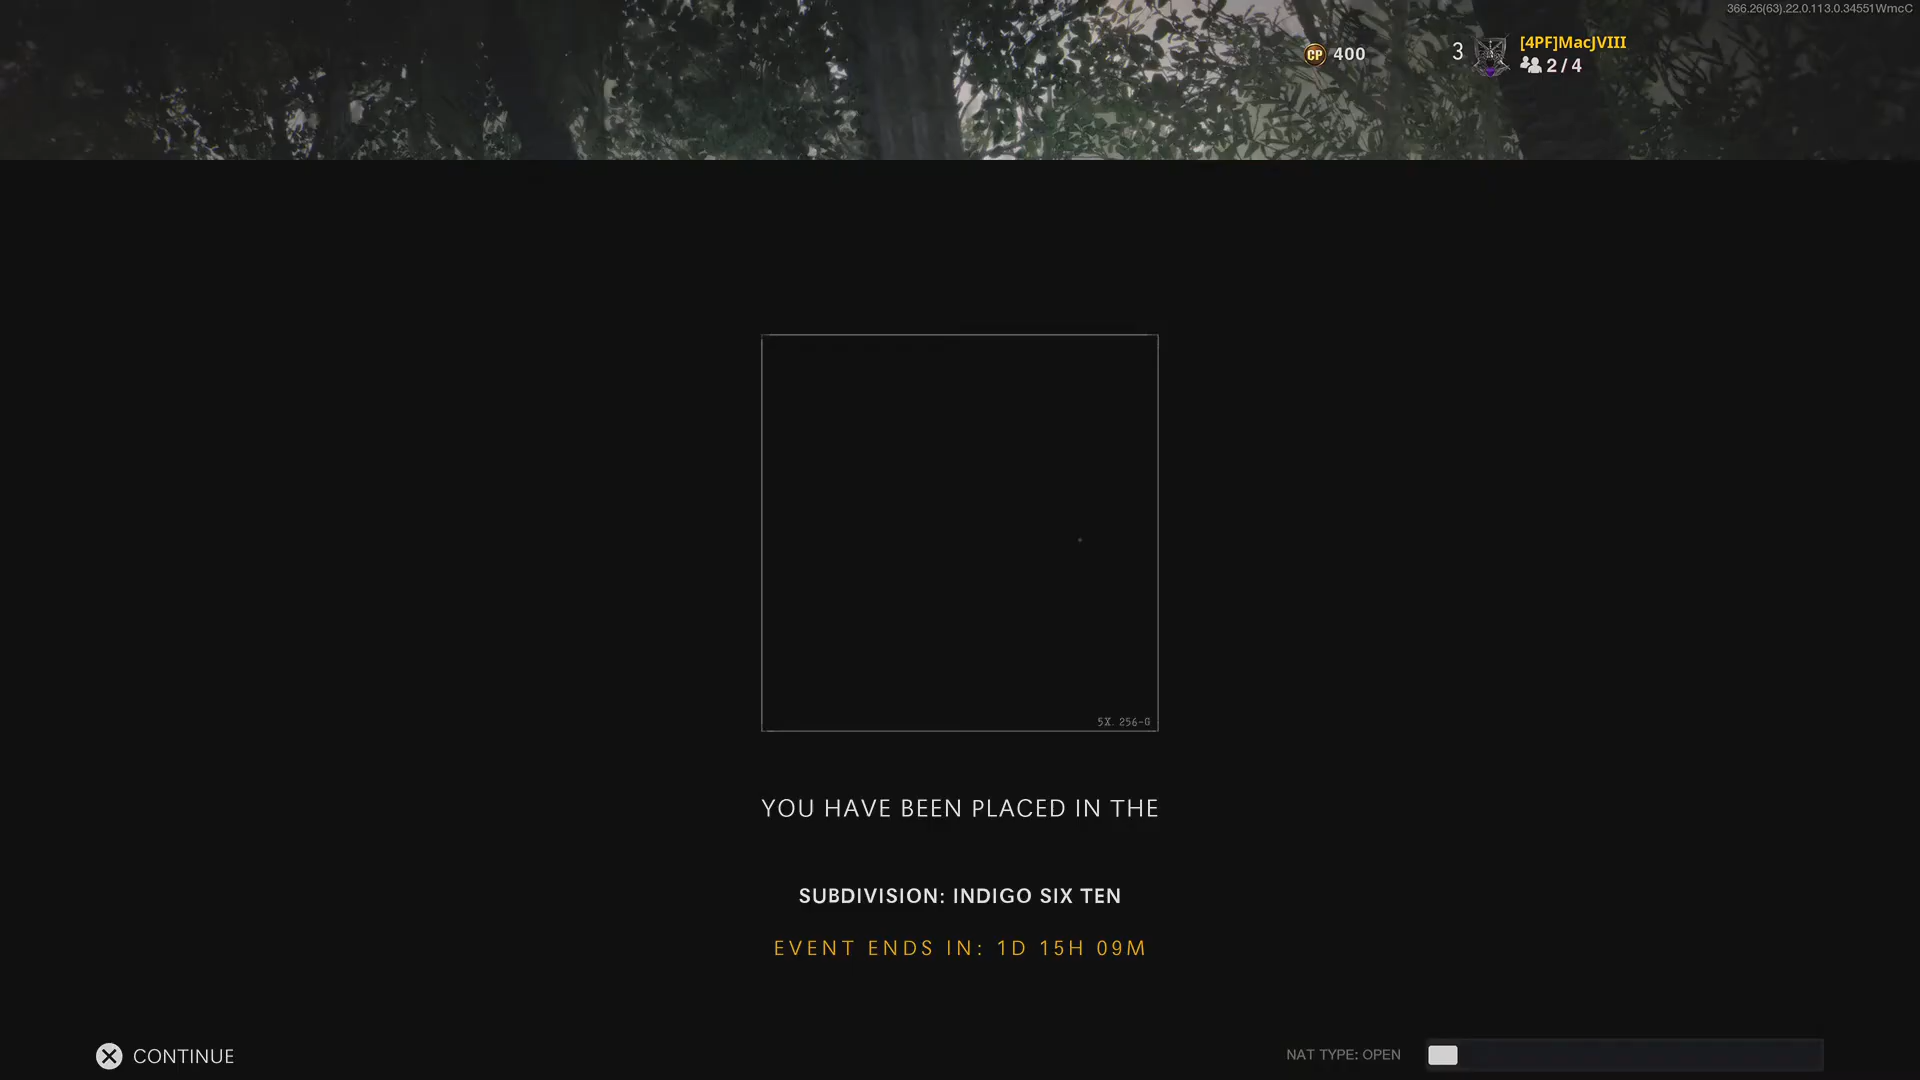 366.26(63).22.0.113.0.34551WmcC
CP 400
3
[4PF]MacJVIII
2 / 4
5X. 256-G
YOU HAVE BEEN PLACED IN THE
SUBDIVISION: INDIGO SIX TEN
EVENT ENDS IN: 1D 15H 09M
CONTINUE
NAT TYPE: OPEN